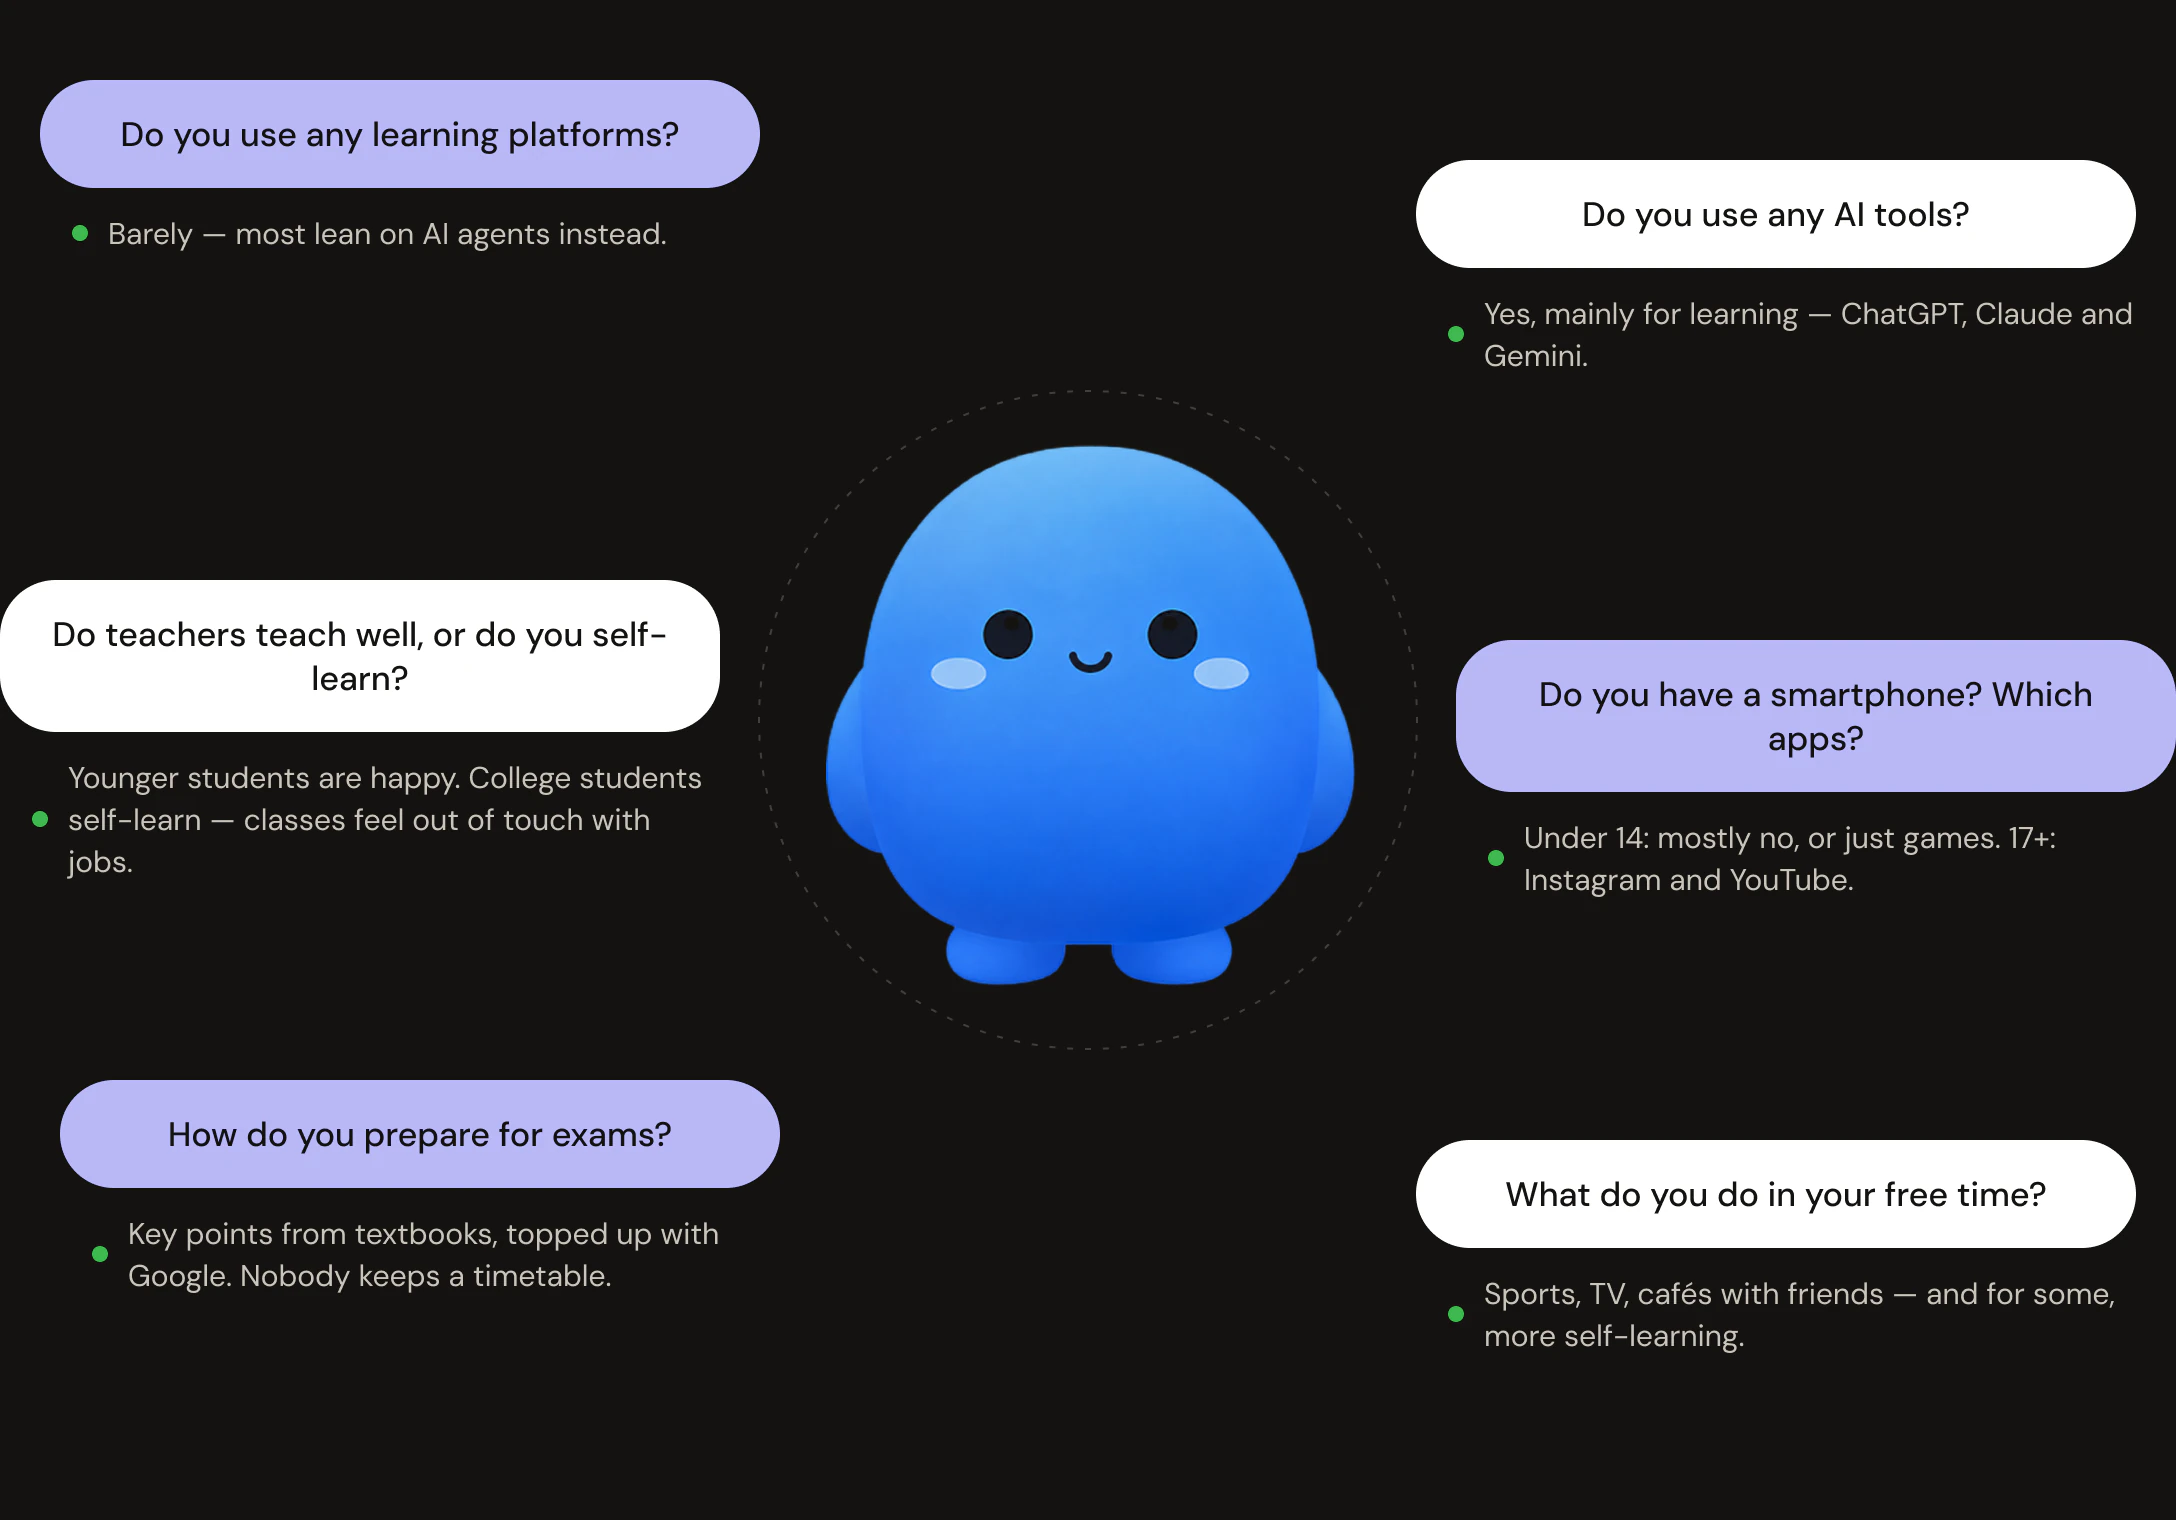 Do you use any learning platforms?
Barely — most lean on AI agents instead.
Do you use any AI tools?
Yes, mainly for learning — ChatGPT, Claude and
Gemini.
Do teachers teach well, or do you self-
learn?
Younger students are happy. College students
self-learn — classes feel out of touch with
jobs.
Do you have a smartphone? Which
apps?
Under 14: mostly no, or just games. 17+:
Instagram and YouTube.
How do you prepare for exams?
Key points from textbooks, topped up with
Google. Nobody keeps a timetable.
What do you do in your free time?
Sports, TV, cafés with friends — and for some,
more self-learning.